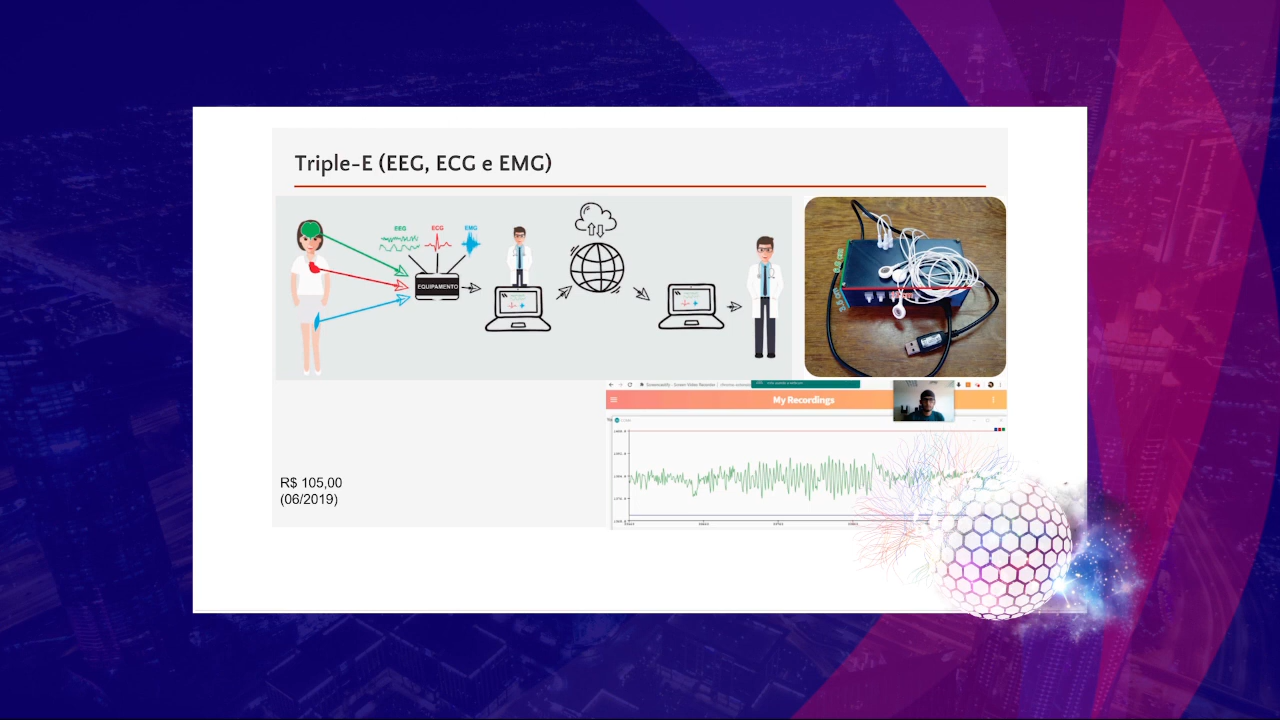 Triple-E (EEG, ECG e EMG)
EEG
ECG
EMG
EQUIPAMENTO
My Recordings
R$ 105,00
(06/2019)